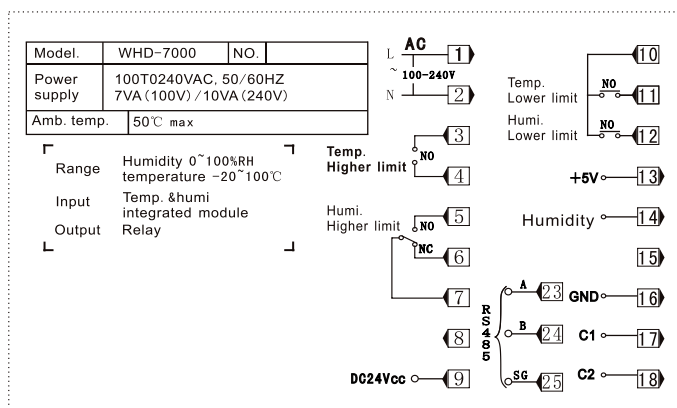 Model. WHD-7000 NO.
Power supply 100T0240VAC, 50/60HZ
7VA(100V)/10VA(240V)
Amb. temp. 50℃ max
Range Humidity 0~100%RH
temperature -20~100℃
Input Temp. &humi
integrated module
Output Relay
AC
L 1
~ 100-240V
N 2
3
Temp.
Higher limit NO
4
Humi.
Higher limit NO 5
NC 6
7
8
DC24Vcc 9
RS485
A 23
B 24
SG 25
10
Temp.
Lower limit NO 11
Humi.
Lower limit NO 12
+5V 13
Humidity 14
15
GND 16
C1 17
C2 18